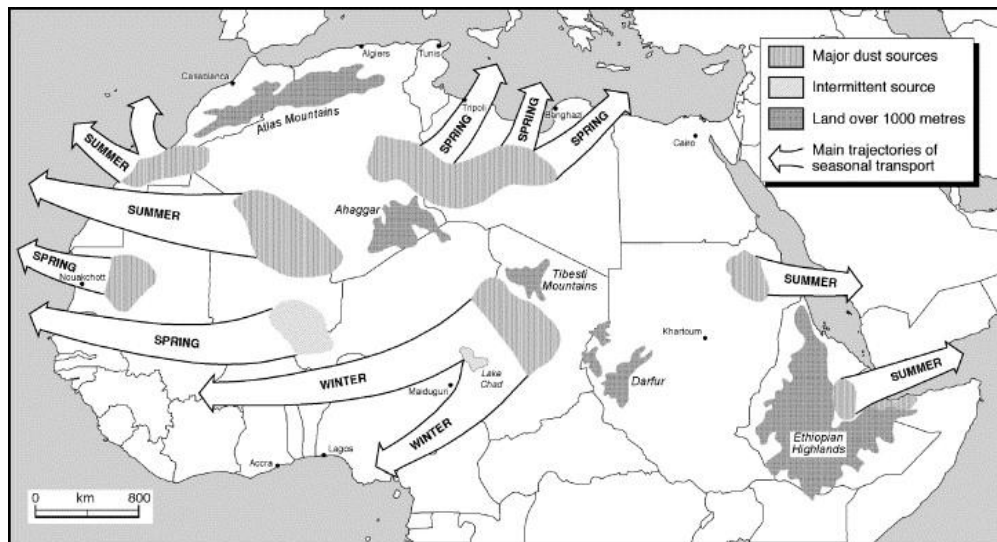 Algiers
Tunis
Casablanca
Atlas Mountains
Tripoli
Banghazi
Cairo
SPRING
SPRING
SPRING
SUMMER
SUMMER
Ahaggar
SPRING
Nouakchott
Tibesti
Mountains
SUMMER
SPRING
Khartoum
WINTER
Lake
Chad
Maiduguri
Darfur
SUMMER
WINTER
Ethiopian
Highlands
Lagos
Accra
0 km 800
Major dust sources
Intermittent source
Land over 1000 metres
Main trajectories of
seasonal transport